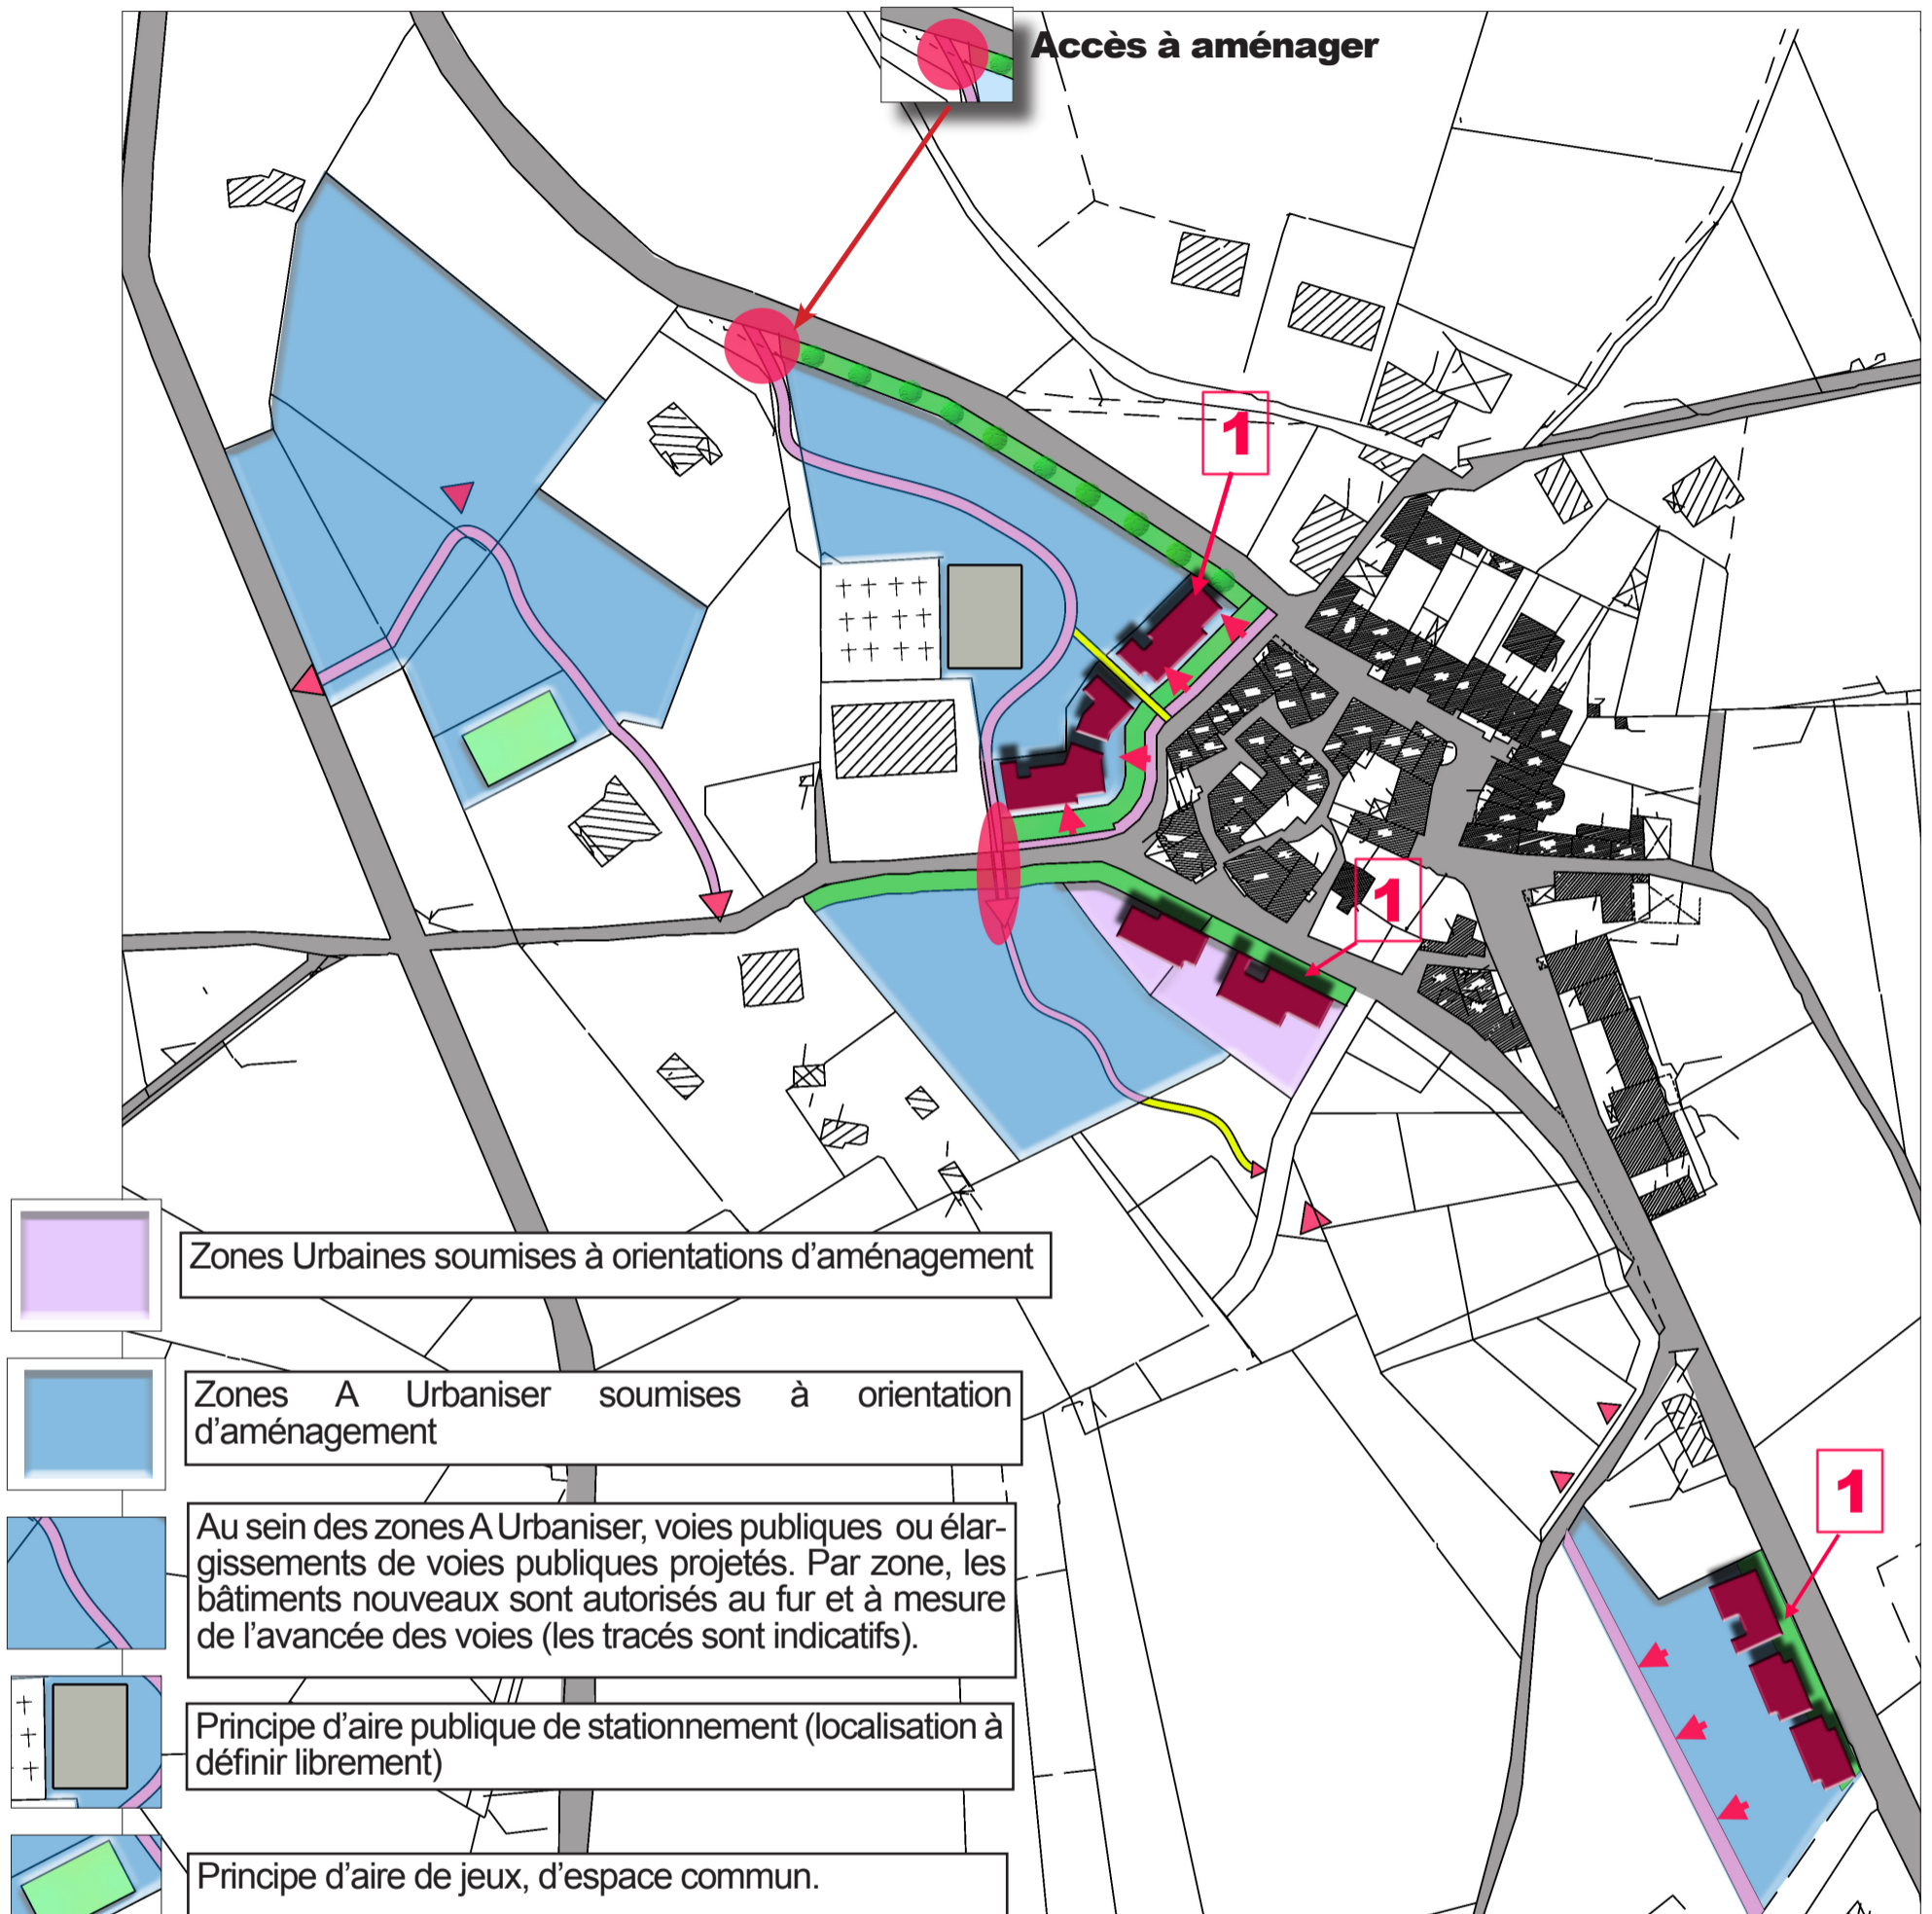 Accès à aménager
1
1
1
Zones Urbaines soumises à orientations d’aménagement
Zones A Urbaniser soumises à orientation
d’aménagement
Au sein des zones A Urbaniser, voies publiques ou élar-
gissements de voies publiques projetés. Par zone, les
bâtiments nouveaux sont autorisés au fur et à mesure
de l’avancée des voies (les tracés sont indicatifs).
Principe d’aire publique de stationnement (localisation à
définir librement)
Principe d’aire de jeux, d’espace commun.